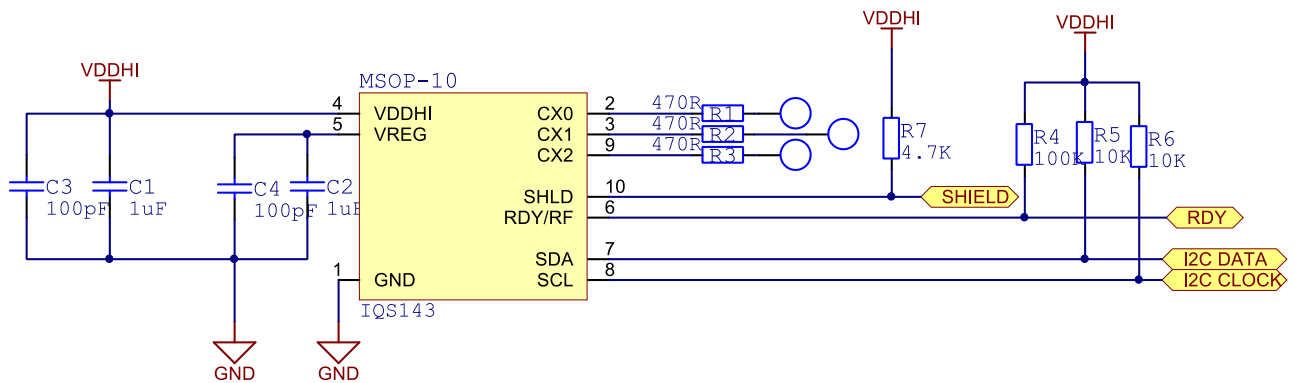 VDDHI
VDDHI
VDDHI
MSOP-10
4 VDDHI
5 VREG
CX0 2
CX1 3
CX2 9
470R R1
470R R2
470R R3
R7
4.7K
R4
100K
R5
10K
R6
10K
C3
100pF
C1
1uF
C4
100pF
C2
1uF
SHLD 10
SHIELD
RDY/RF 6
RDY
SDA 7
I2C DATA
1 GND
SCL 8
I2C CLOCK
IQS143
GND
GND